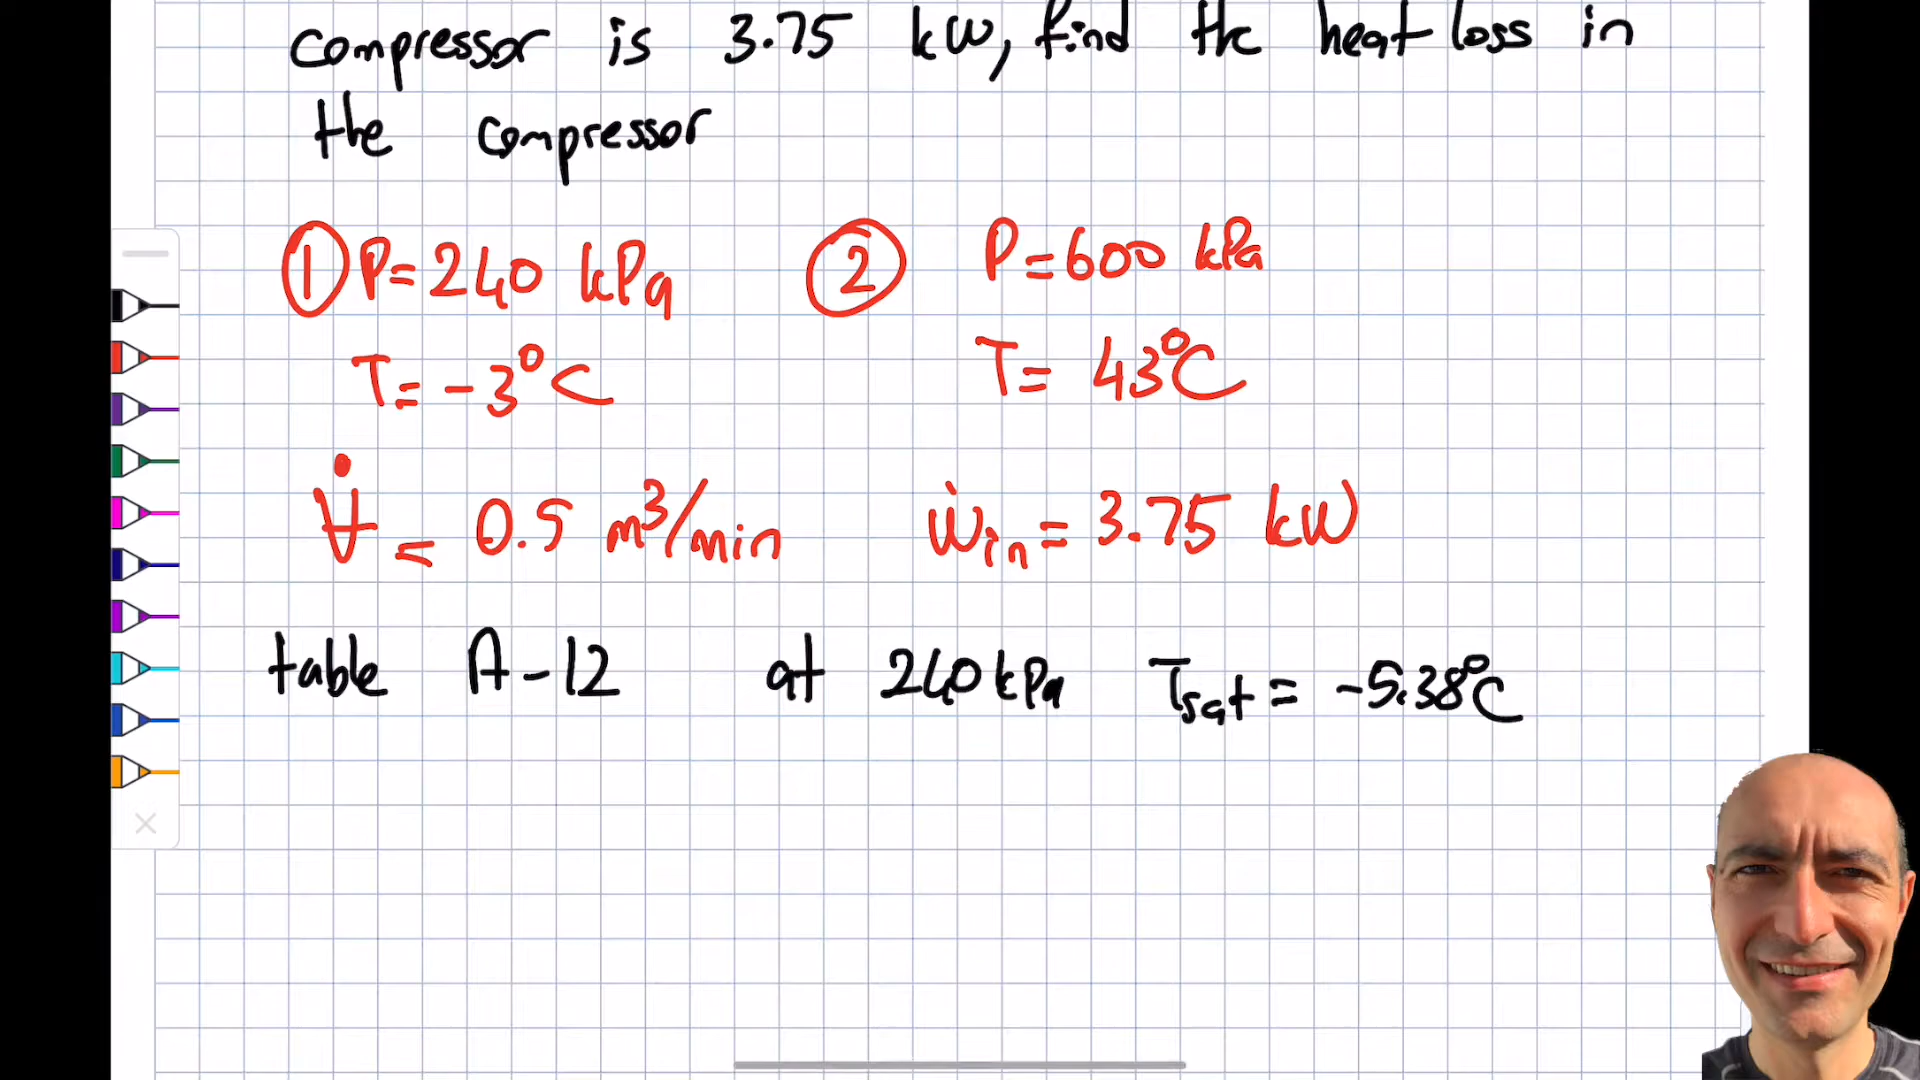 compressor is 3.75 kW, find the heat loss in
the compressor
① P=240 kPa ② P=600 kPa
T= -3°C T= 43°C
V̇ = 0.5 m³/min Ẇin = 3.75 kW
table A-12 at 240 kPa Tsat = -5.38°C